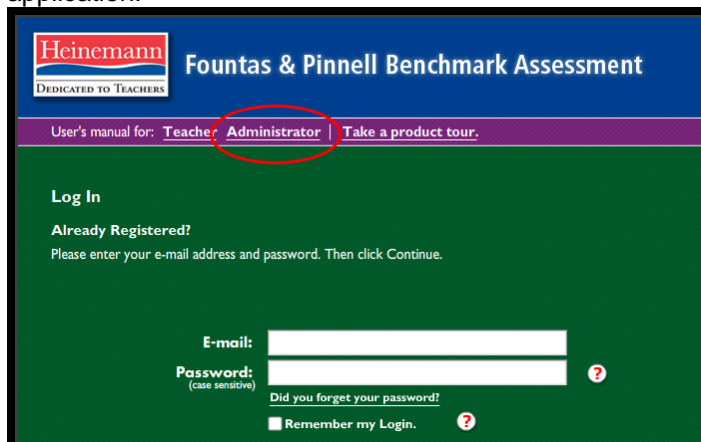 application.
Heinemann
DEDICATED TO TEACHERS
Fountas & Pinnell Benchmark Assessment
User's manual for: Teacher Administrator | Take a product tour.
Log In
Already Registered?
Please enter your e-mail address and password. Then click Continue.
E-mail:
Password: ?
(case sensitive)
Did you forget your password?
Remember my Login. ?